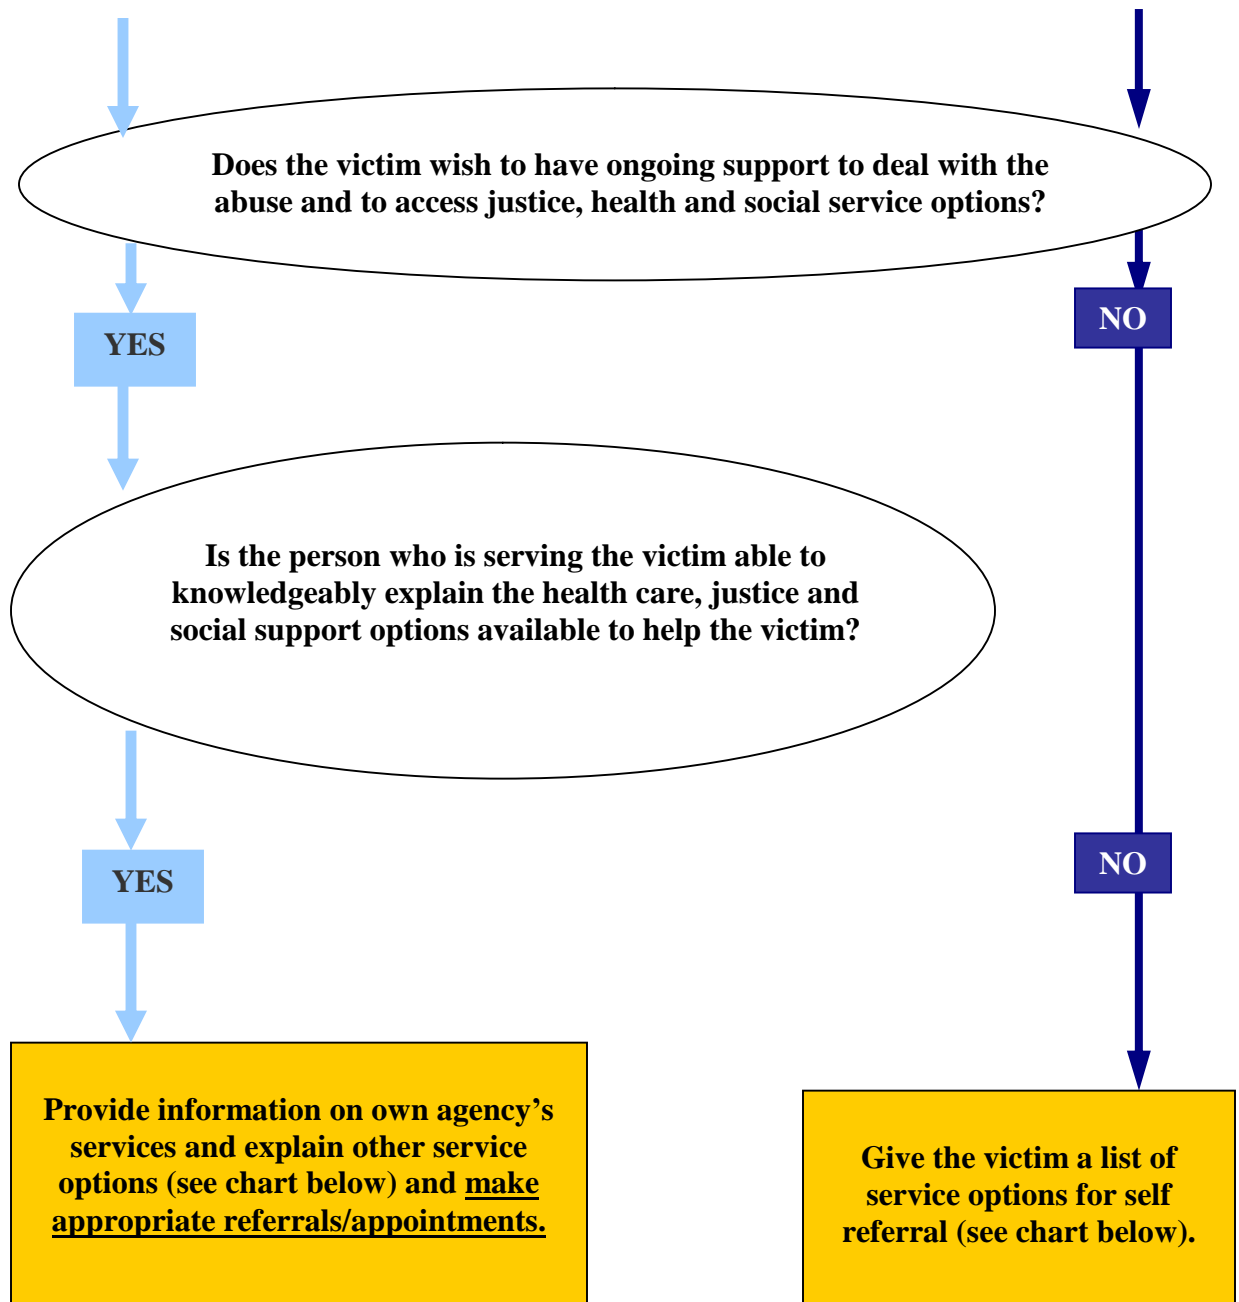 Does the victim wish to have ongoing support to deal with the
abuse and to access justice, health and social service options?
YES
NO
Is the person who is serving the victim able to
knowledgeably explain the health care, justice and
social support options available to help the victim?
YES
NO
Provide information on own agency’s
services and explain other service
options (see chart below) and make
appropriate referrals/appointments.
Give the victim a list of
service options for self
referral (see chart below).